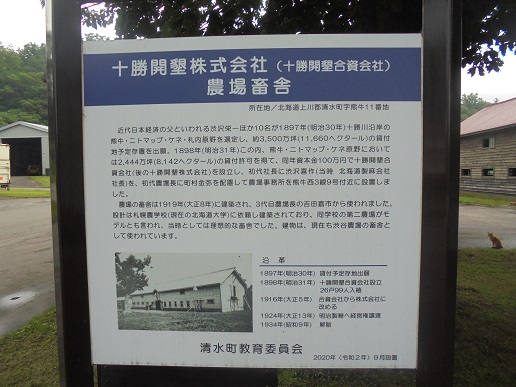 十勝開墾株式会社（十勝開墾合資会社）
農場畜舎
所在地／北海道上川郡清水町字熊牛11番地
近代日本経済の父といわれる渋沢栄一ほか10名が1897年(明治30年)十勝川沿岸の
熊牛・ニトマップ・ケネ・札内原野を選定し、約3,500万坪(11,660ヘクタール)の貸付
地予定存置を出願、1898年(明治31年)この内、熊牛・ニトマップ・ケネ原野において
は2,444万坪(8,142ヘクタール)の貸付許可を得て、同年資本金100万円で十勝開墾合
資会社(後の十勝開墾株式会社)を設立し、初代社長に渋沢喜作(当時 北海道製麻会社
社長)を、初代農場長に町村金弥を配置して農場事務所を熊牛西3線9号付近に設置しま
した。
農場の畜舎は1919年(大正8年)に建築され、3代目農場長の吉田嘉市から使われました。
設計は札幌農学校(現在の北海道大学)に依頼し建築されており、同学校の第二農場がモ
デルとも言われ、当時としては理想的な畜舎でした。建物は、現在も渋谷農場の畜舎と
して使われています。
沿 革
1897年(明治30年) 貸付予定存地出願
1898年(明治31年) 十勝開墾合資会社設立
26戸99人入植
1916年(大正5年) 合資会社から株式会社に
改める
1924年(大正13年) 明治製糖へ経営権譲渡
1934年(昭和9年) 解散
清水町教育委員会
2020年（令和2年）9月設置